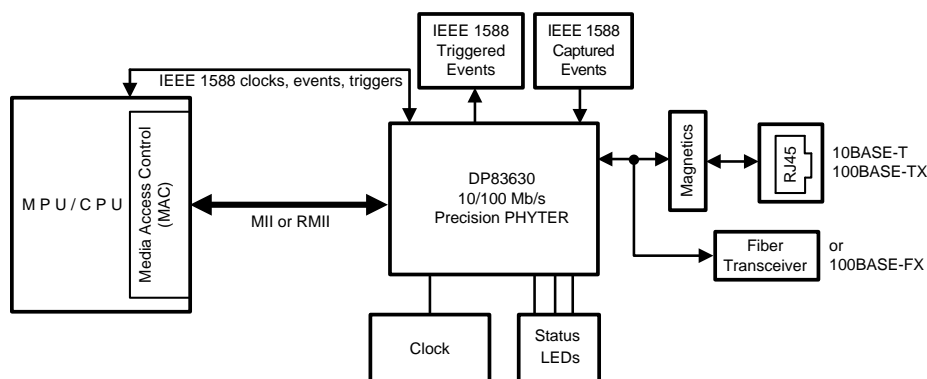 IEEE 1588
Triggered
Events
IEEE 1588
Captured
Events
IEEE 1588 clocks, events, triggers
MPU/CPU
Media Access Control
(MAC)
MII or RMII
DP83630
10/100 Mb/s
Precision PHYTER
Magnetics
RJ45
10BASE-T
100BASE-TX
Fiber
Transceiver
or
100BASE-FX
Clock
Status
LEDs